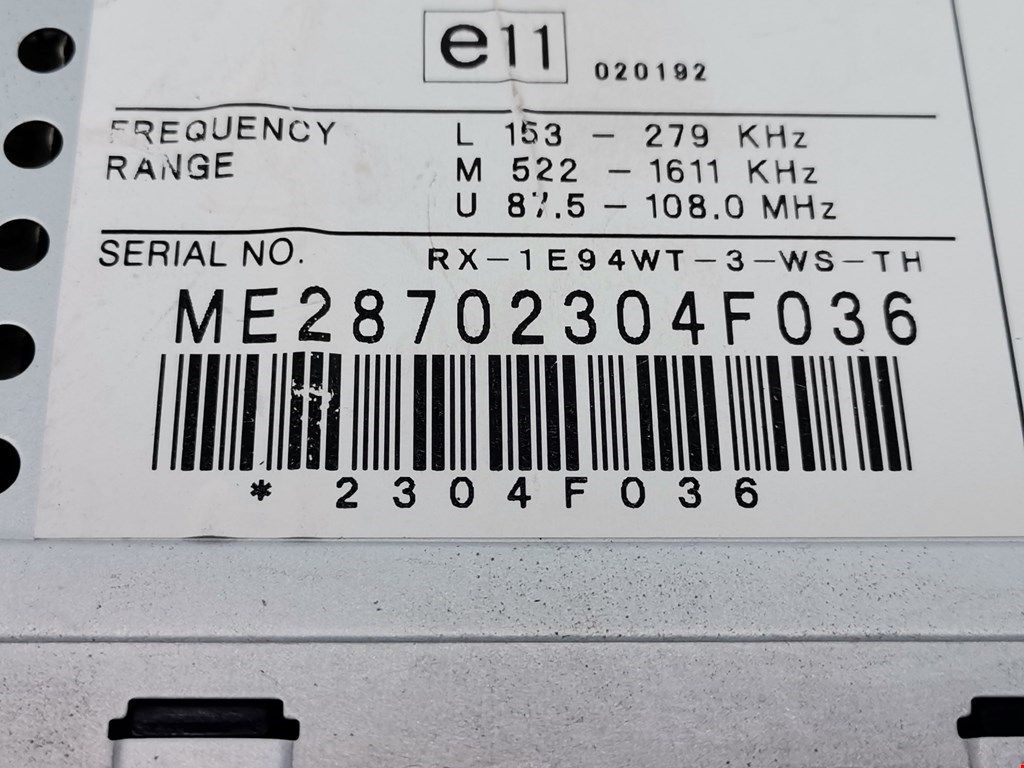 e11 020192
FREQUENCY L 153 - 279 KHz
RANGE M 522 - 1611 KHz
U 87.5 - 108.0 MHz
SERIAL NO. RX-1E94WT-3-WS-TH
ME28702304F036
*2304F036